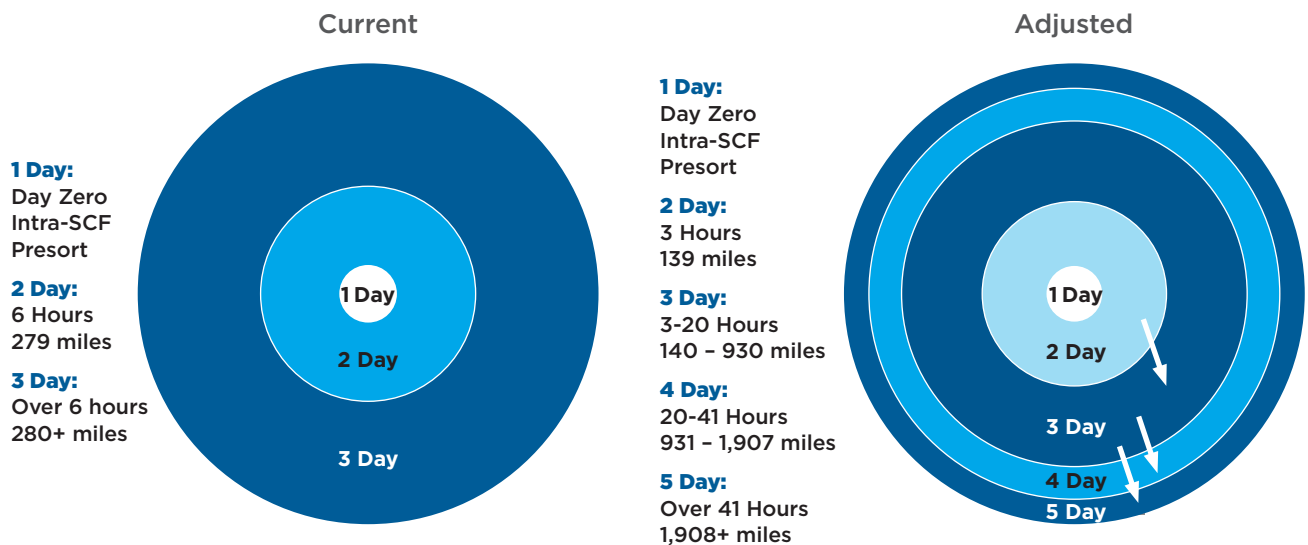 Current
1 Day:
Day Zero
Intra-SCF
Presort
2 Day:
6 Hours
279 miles
3 Day:
Over 6 hours
280+ miles
1 Day
2 Day
3 Day
Adjusted
1 Day:
Day Zero
Intra-SCF
Presort
2 Day:
3 Hours
139 miles
3 Day:
3-20 Hours
140 – 930 miles
4 Day:
20-41 Hours
931 – 1,907 miles
5 Day:
Over 41 Hours
1,908+ miles
1 Day
2 Day
3 Day
4 Day
5 Day